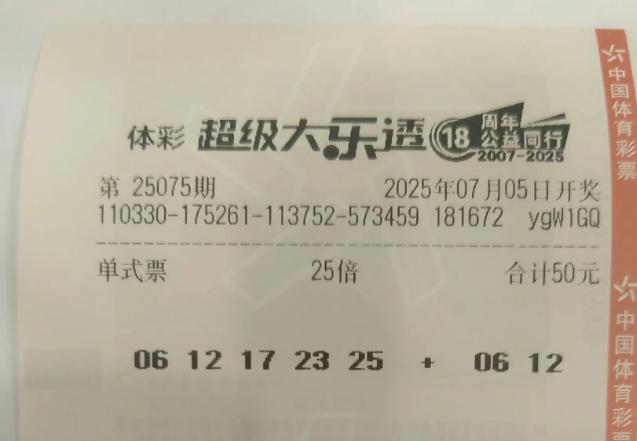 体彩 超级大乐透 18 周年 公益同行 2007-2025
第 25075期 2025年07月05日开奖
110330-175261-113752-573459 181672 ygW1GQ
单式票 25倍 合计50元
06 12 17 23 25 + 06 12
中国体育彩票
中国体育彩票